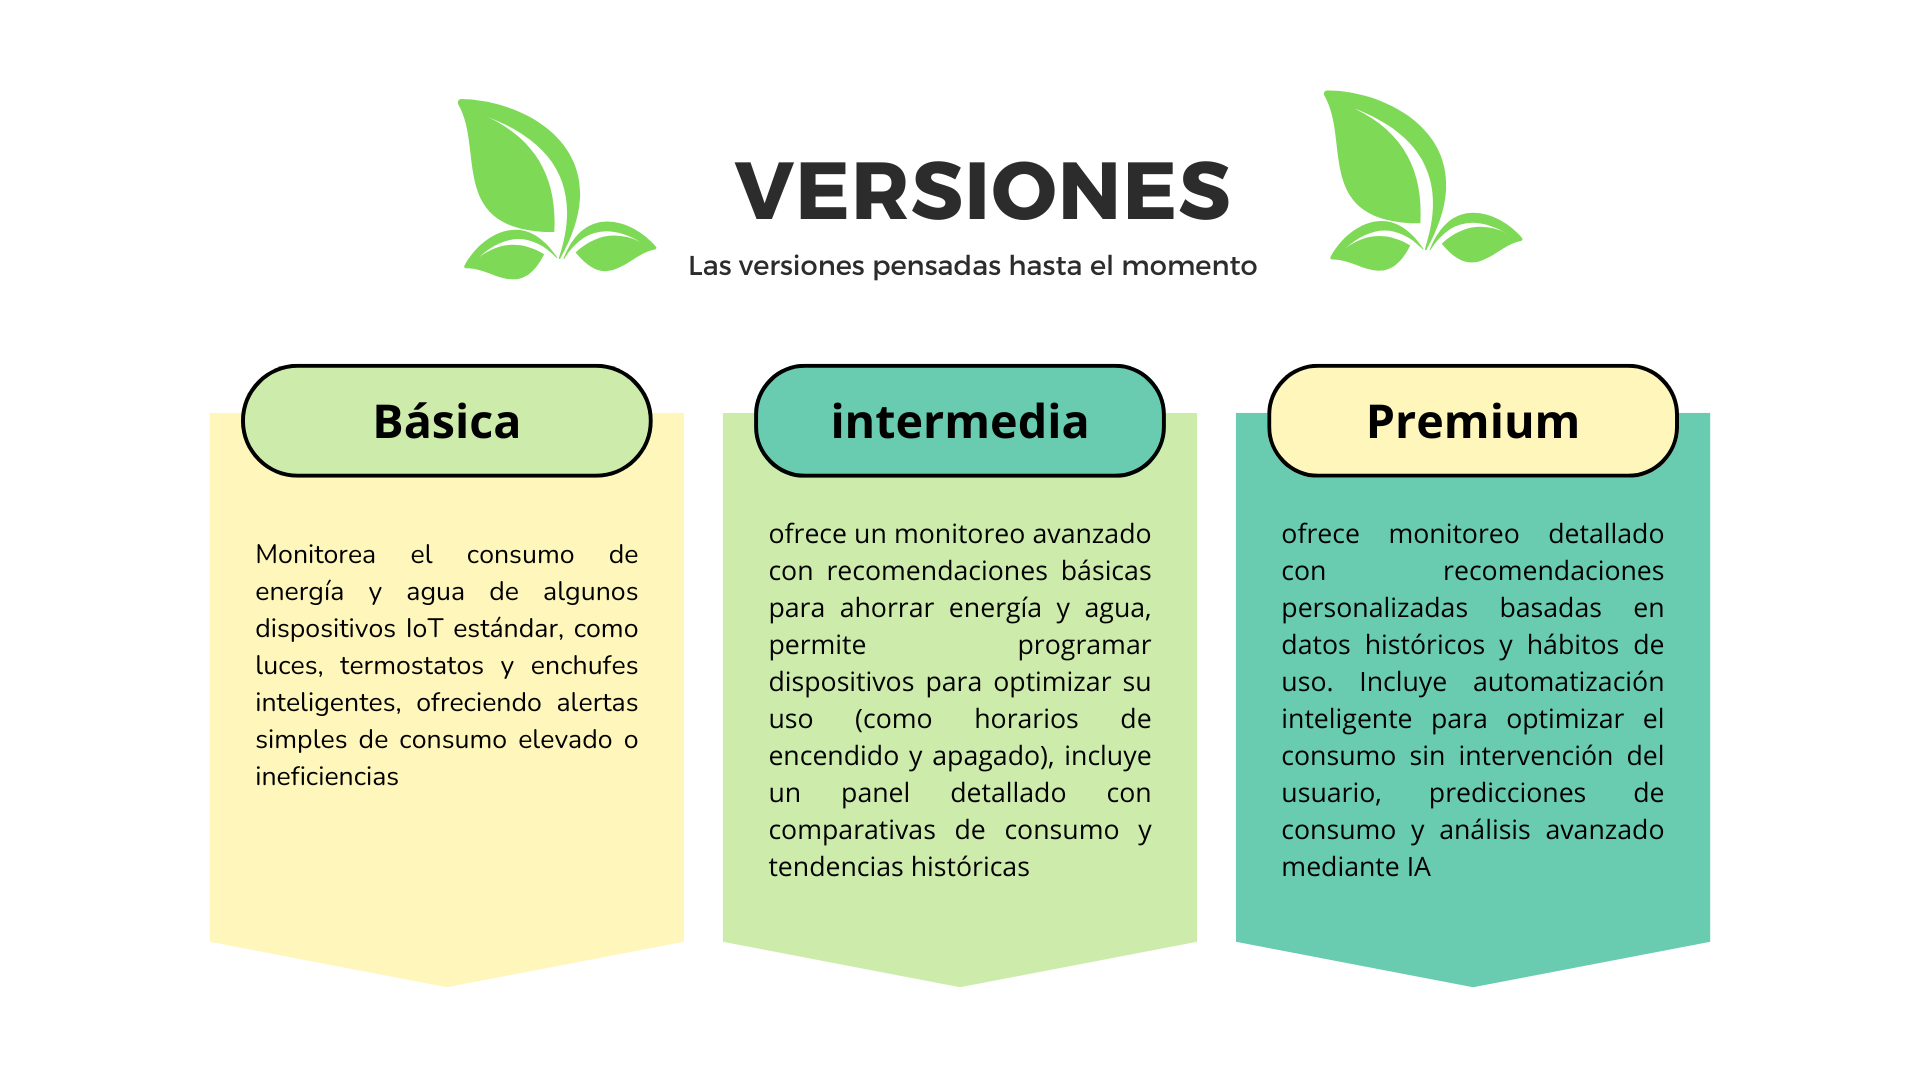 VERSIONES
Las versiones pensadas hasta el momento
Básica
Monitorea el consumo de
energía y agua de algunos
dispositivos IoT estándar, como
luces, termostatos y enchufes
inteligentes, ofreciendo alertas
simples de consumo elevado o
ineficiencias
intermedia
ofrece un monitoreo avanzado
con recomendaciones básicas
para ahorrar energía y agua,
permite programar
dispositivos para optimizar su
uso (como horarios de
encendido y apagado), incluye
un panel detallado con
comparativas de consumo y
tendencias históricas
Premium
ofrece monitoreo detallado
con recomendaciones
personalizadas basadas en
datos históricos y hábitos de
uso. Incluye automatización
inteligente para optimizar el
consumo sin intervención del
usuario, predicciones de
consumo y análisis avanzado
mediante IA